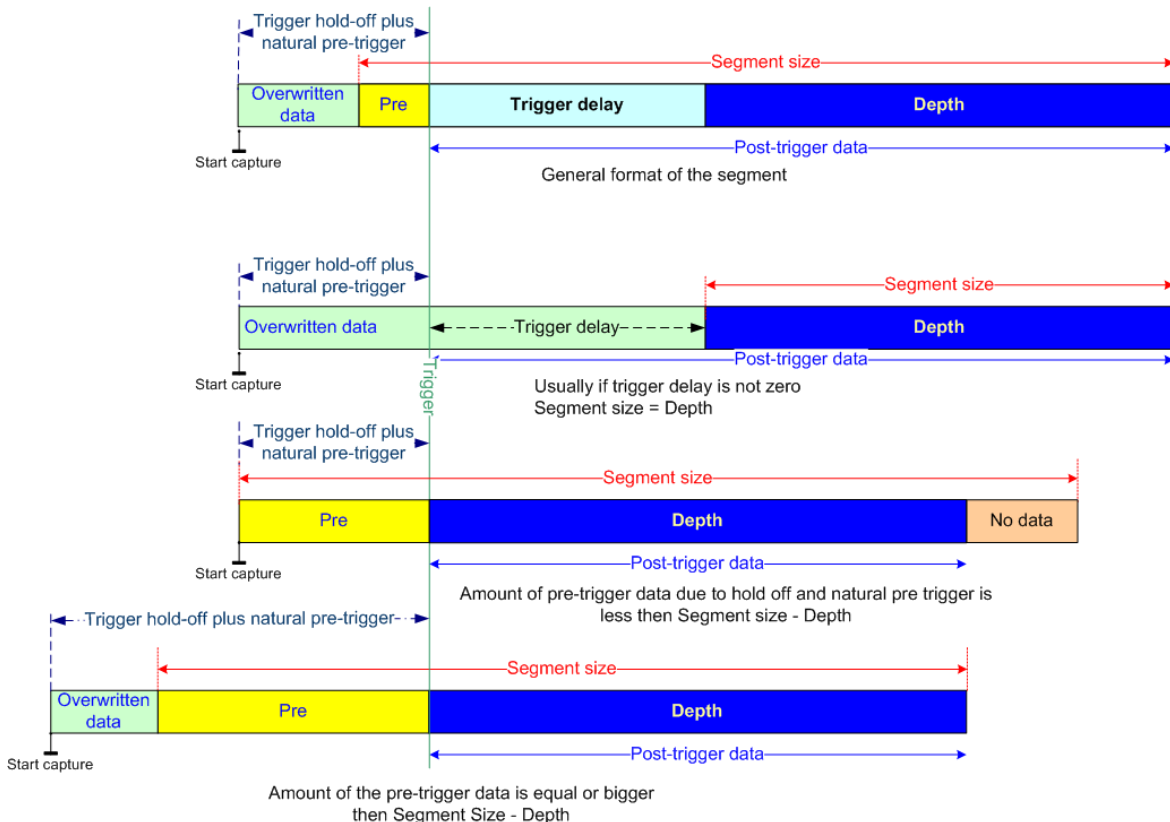 Trigger hold-off plus
natural pre-trigger
Segment size
Overwritten
data
Pre
Trigger delay
Depth
Start capture
Post-trigger data
General format of the segment
Trigger hold-off plus
natural pre-trigger
Segment size
Overwritten data
Trigger delay
Depth
Start capture
Trigger
Post-trigger data
Usually if trigger delay is not zero
Segment size = Depth
Trigger hold-off plus
natural pre-trigger
Segment size
Pre
Depth
No data
Start capture
Post-trigger data
Amount of pre-trigger data due to hold off and natural pre trigger is
less then Segment size - Depth
Trigger hold-off plus natural pre-trigger
Segment size
Overwritten
data
Pre
Depth
Start capture
Post-trigger data
Amount of the pre-trigger data is equal or bigger
then Segment Size - Depth